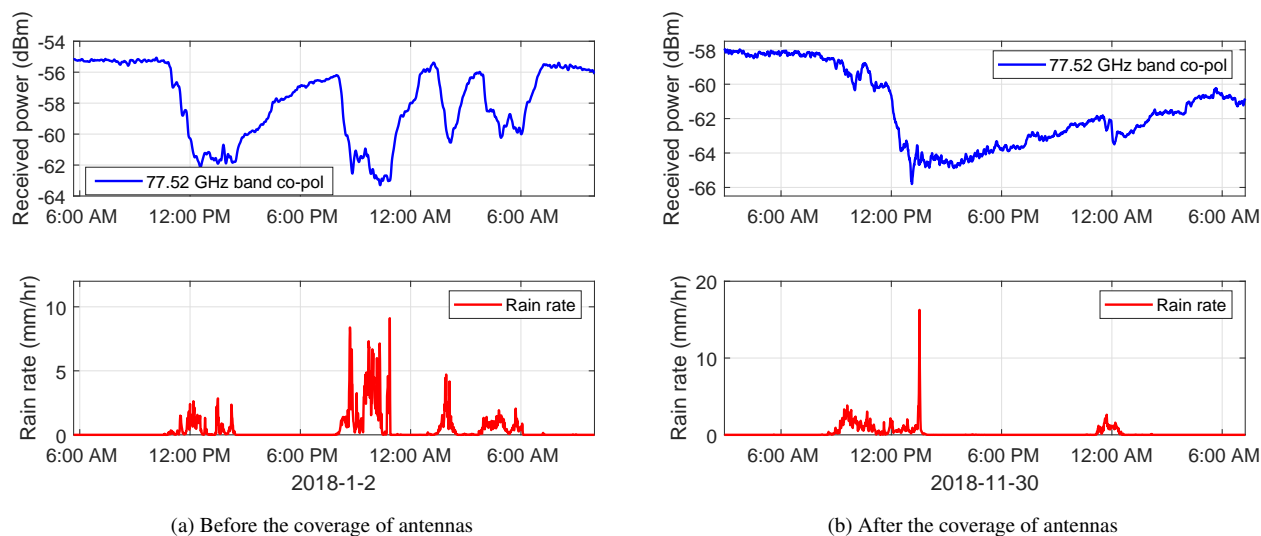 Received power (dBm)
-54
-56
-58
-60
-62
-64
77.52 GHz band co-pol
6:00 AM 12:00 PM 6:00 PM 12:00 AM 6:00 AM
Rain rate (mm/hr)
10
5
0
Rain rate
6:00 AM 12:00 PM 6:00 PM 12:00 AM 6:00 AM
2018-1-2
(a) Before the coverage of antennas
Received power (dBm)
-58
-60
-62
-64
-66
77.52 GHz band co-pol
6:00 AM 12:00 PM 6:00 PM 12:00 AM 6:00 AM
Rain rate (mm/hr)
20
10
0
Rain rate
6:00 AM 12:00 PM 6:00 PM 12:00 AM 6:00 AM
2018-11-30
(b) After the coverage of antennas